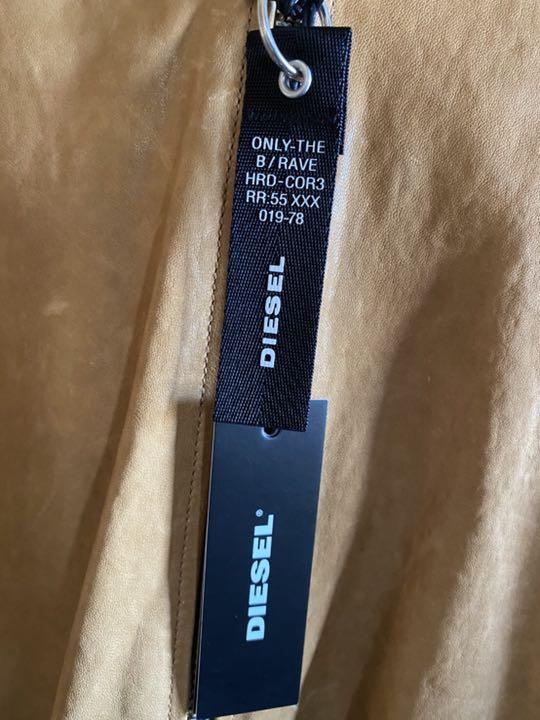 ONLY-THE
B/RAVE
HRD-COR3
RR:55 XXX
019-78
DIESEL
DIESEL®